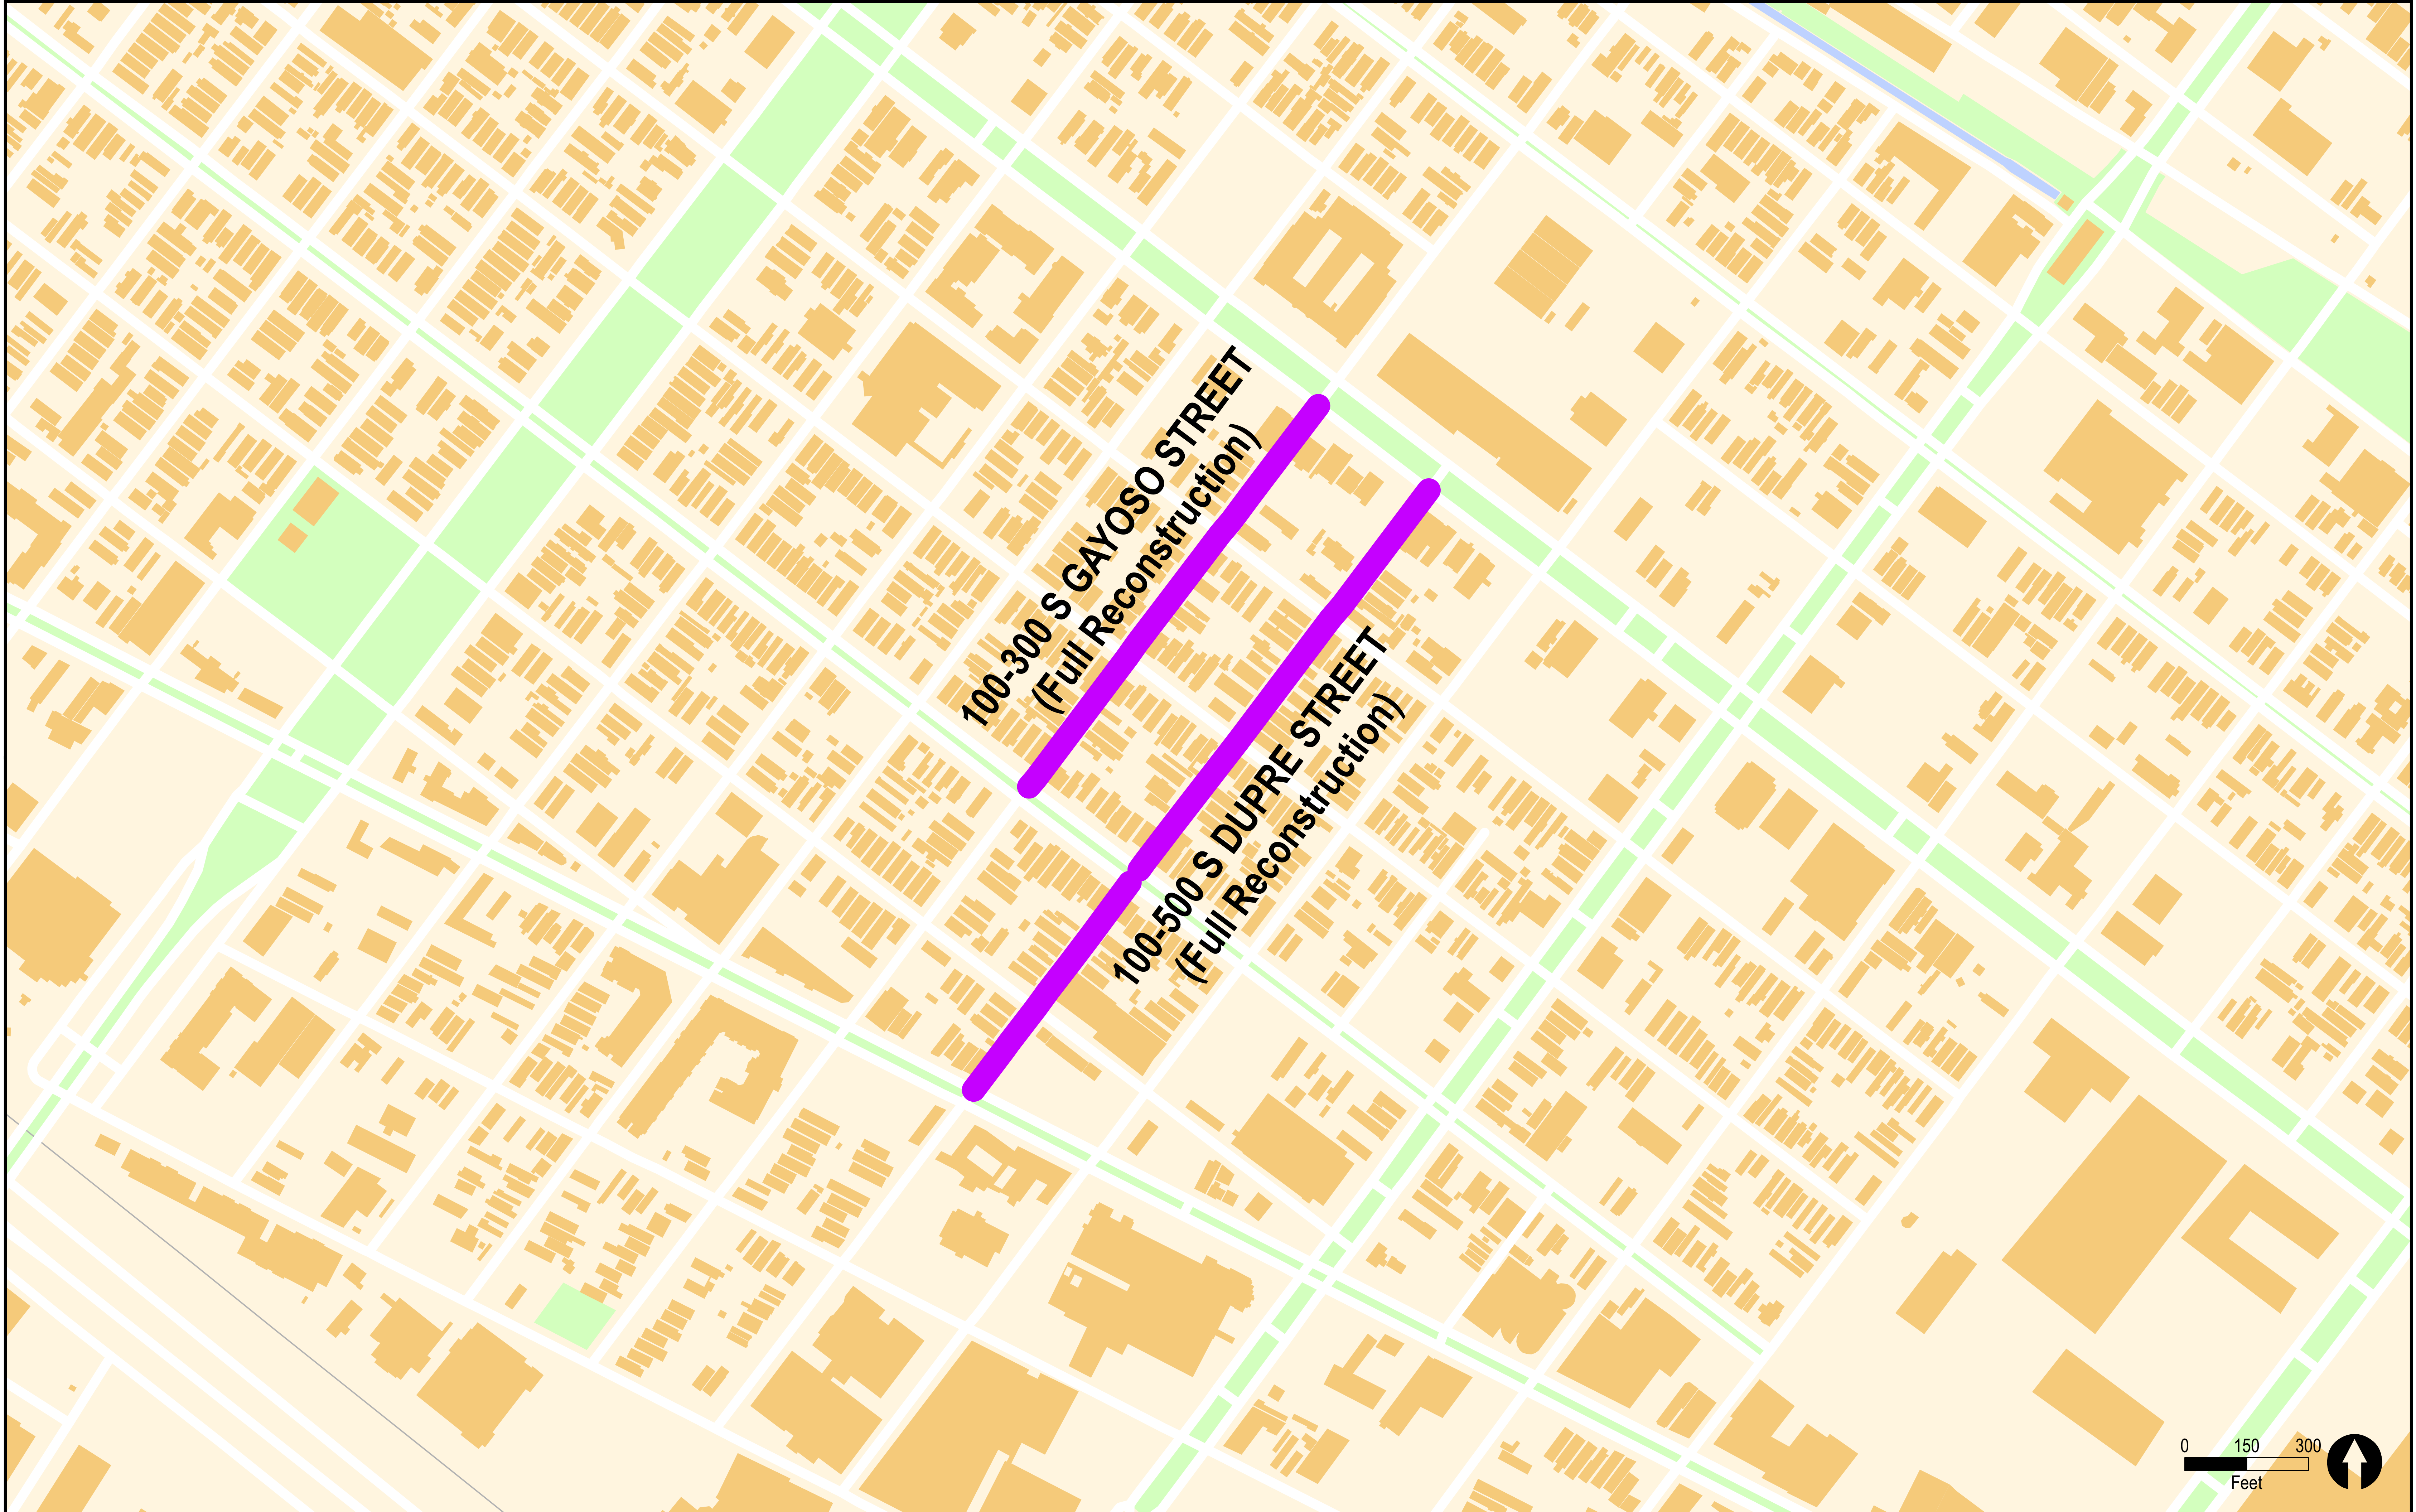 100-300 S GAYOSO STREET
(Full Reconstruction)
100-500 S DUPRE STREET
(Full Reconstruction)
0 150 300
Feet